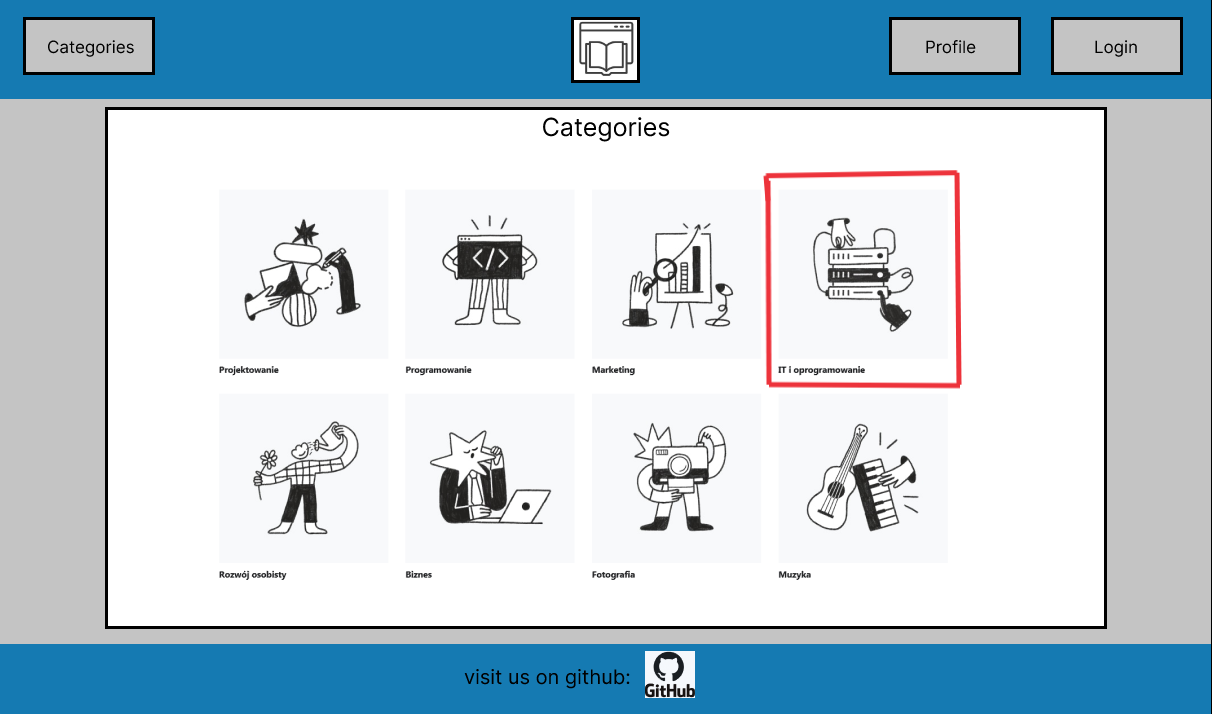 Categories
Profile
Login
Categories
</>
Projektowanie
Programowanie
Marketing
IT i oprogramowanie
Rozwój osobisty
Biznes
Fotografia
Muzyka
visit us on github:
GitHub